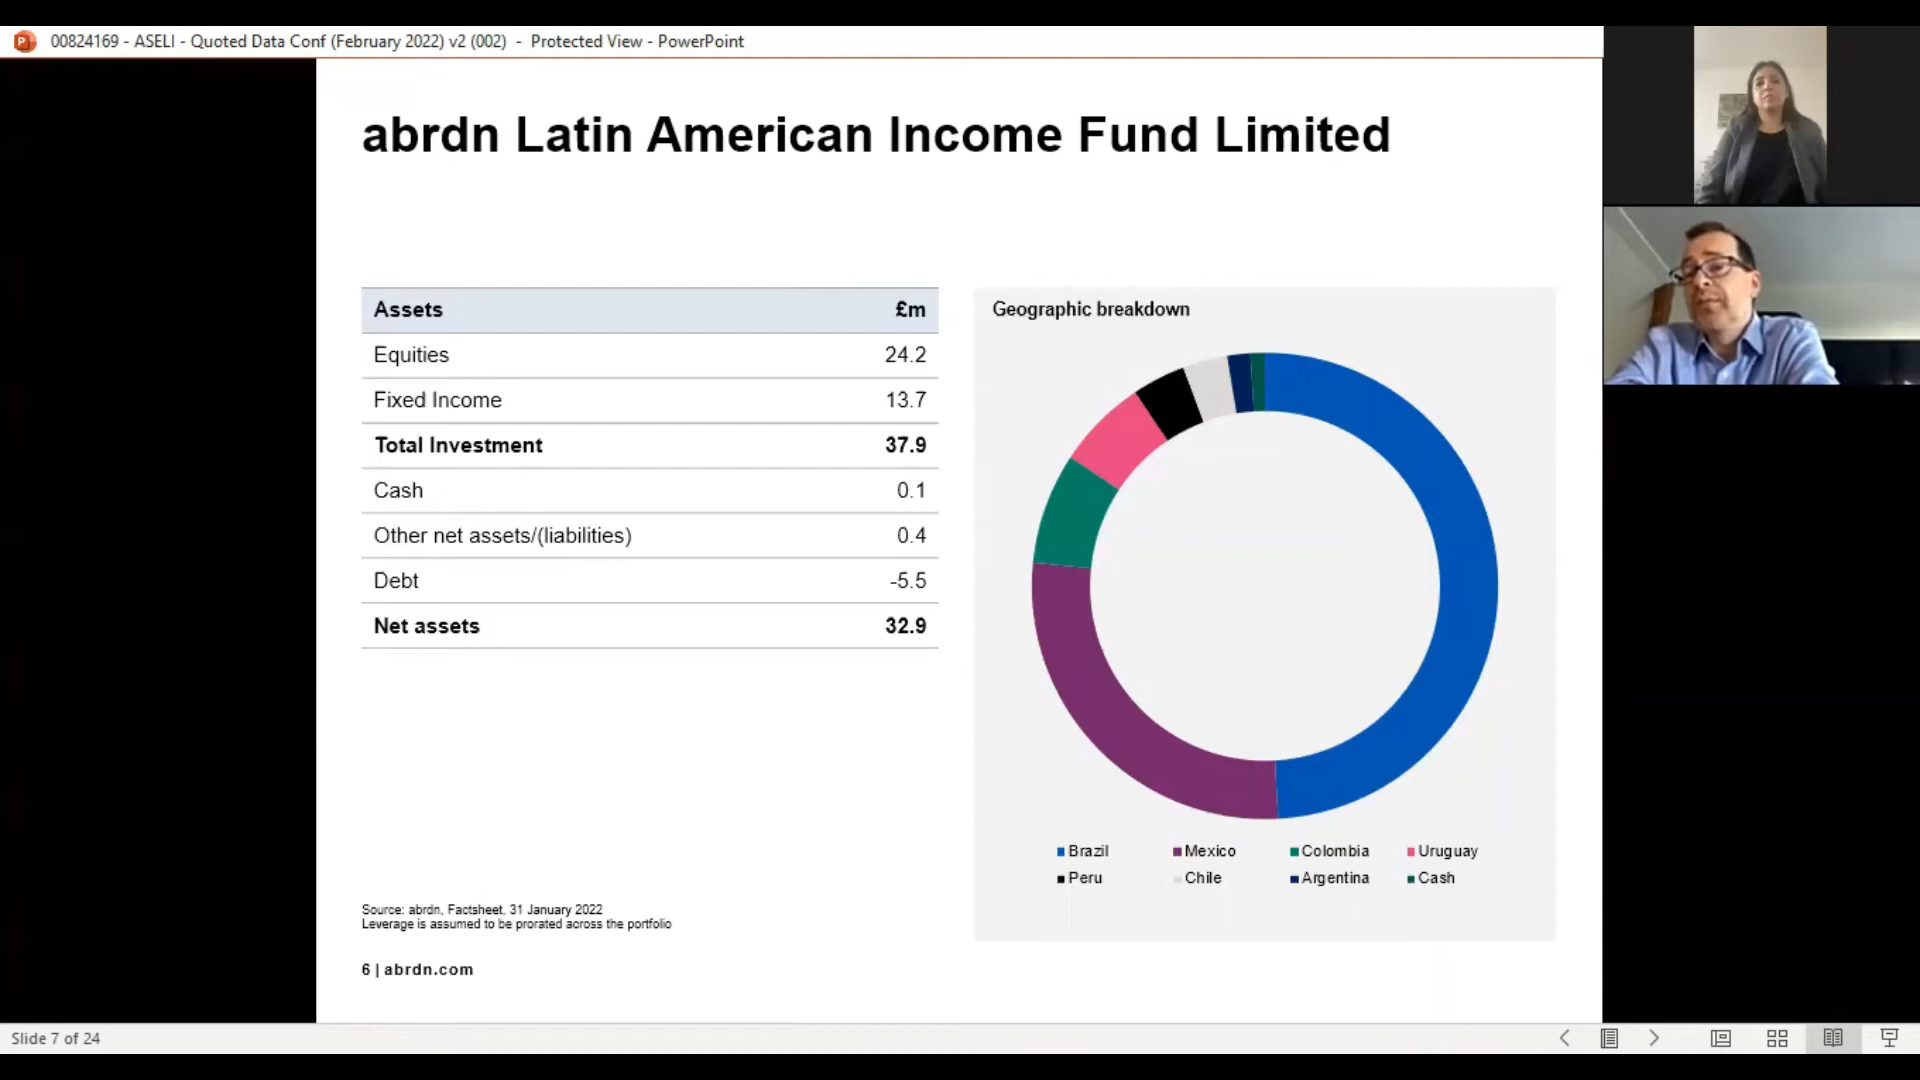 00824169 - ASELI - Quoted Data Conf (February 2022) v2 (002) - Protected View - PowerPoint
abrdn Latin American Income Fund Limited
Assets £m
Equities 24.2
Fixed Income 13.7
Total Investment 37.9
Cash 0.1
Other net assets/(liabilities) 0.4
Debt -5.5
Net assets 32.9
Geographic breakdown
Brazil Mexico Colombia Uruguay
Peru Chile Argentina Cash
Source: abrdn, Factsheet, 31 January 2022
Leverage is assumed to be prorated across the portfolio
6 | abrdn.com
Slide 7 of 24